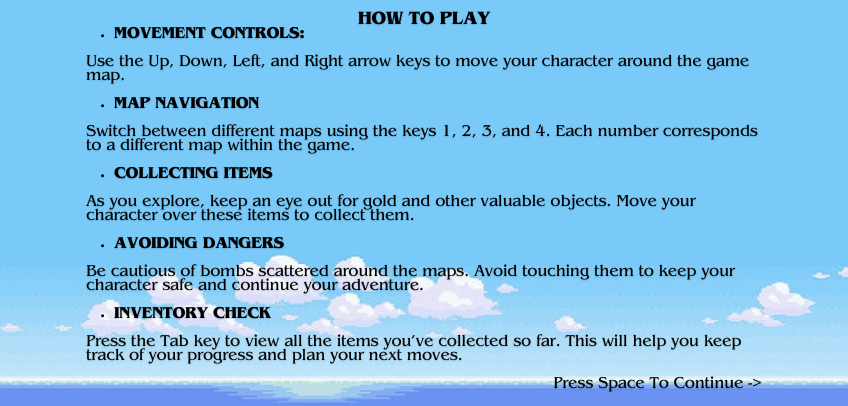 HOW TO PLAY
• MOVEMENT CONTROLS:
Use the Up, Down, Left, and Right arrow keys to move your character around the game
map.
• MAP NAVIGATION
Switch between different maps using the keys 1, 2, 3, and 4. Each number corresponds
to a different map within the game.
• COLLECTING ITEMS
As you explore, keep an eye out for gold and other valuable objects. Move your
character over these items to collect them.
• AVOIDING DANGERS
Be cautious of bombs scattered around the maps. Avoid touching them to keep your
character safe and continue your adventure.
• INVENTORY CHECK
Press the Tab key to view all the items you've collected so far. This will help you keep
track of your progress and plan your next moves.
Press Space To Continue ->